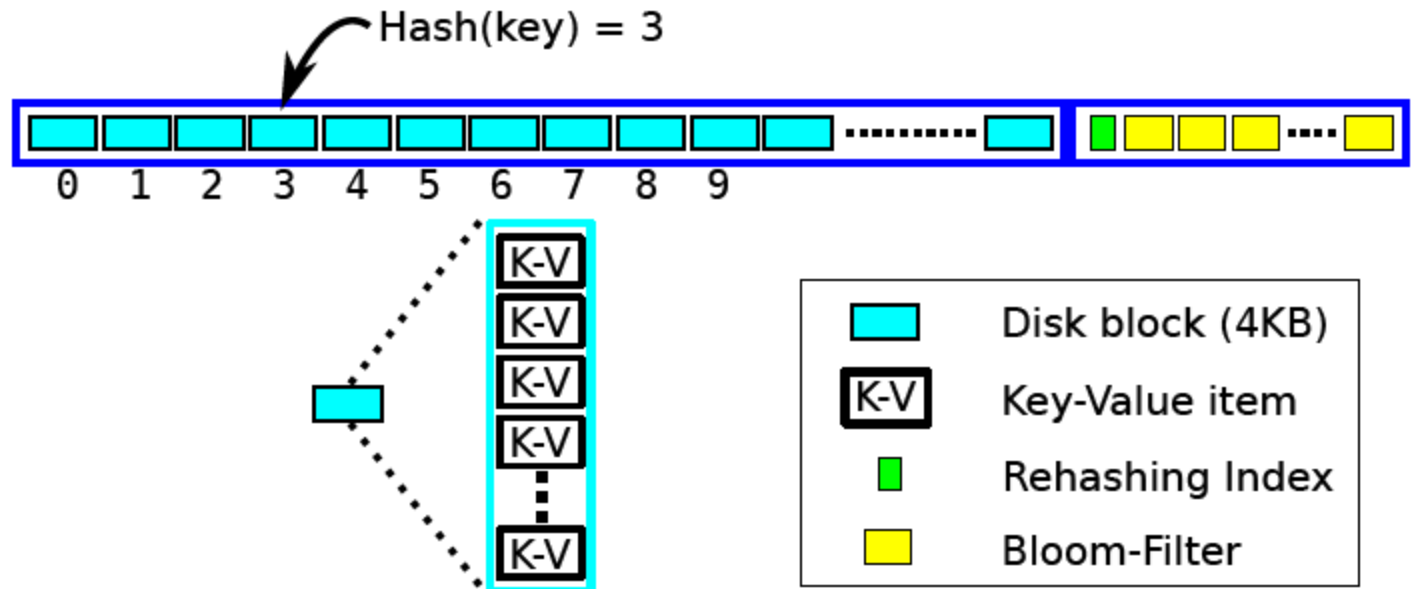 Hash(key) = 3
0 1 2 3 4 5 6 7 8 9
K-V
K-V
K-V
K-V
K-V
Disk block (4KB)
K-V Key-Value item
Rehashing Index
Bloom-Filter